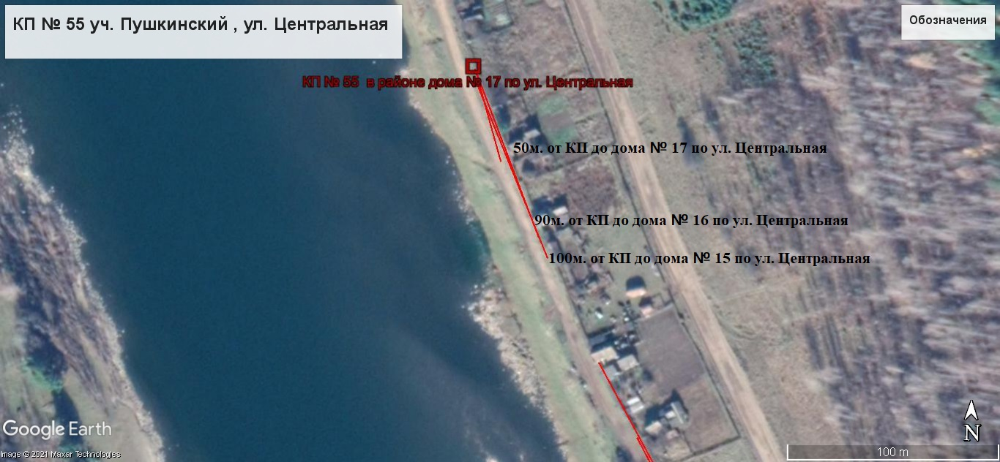 КП № 55 уч. Пушкинский , ул. Центральная
Обозначения
КП № 55 в районе дома № 17 по ул. Центральная
50м. от КП до дома № 17 по ул. Центральная
90м. от КП до дома № 16 по ул. Центральная
100м. от КП до дома № 15 по ул. Центральная
Google Earth
Image © 2021 Maxar Technologies
100 m
N